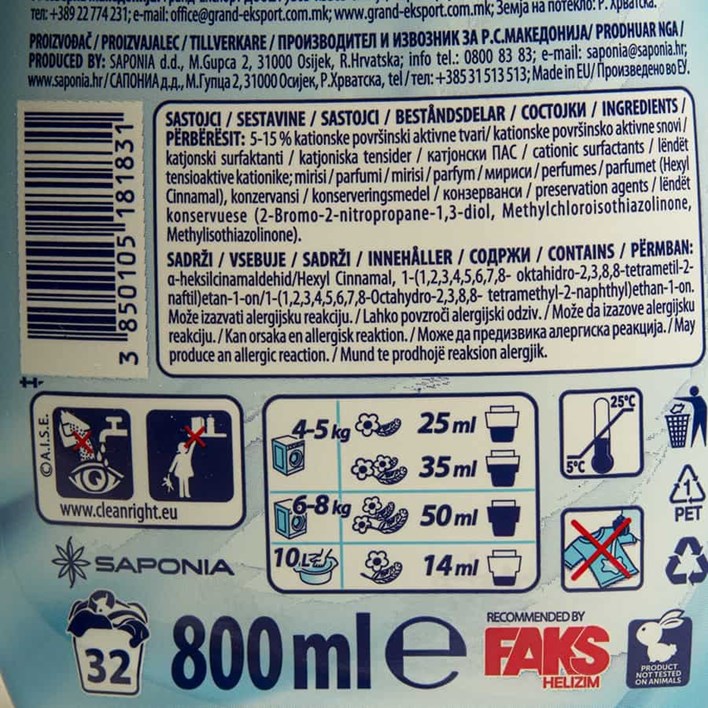 тел: +389 22 774 231; e-mail: office@grand-eksport.com.mk; www.grand-eksport.com.mk; Земја на потекло: Р. Хрватска.
PROIZVOĐAČ / PROIZVAJALEC / TILLVERKARE / ПРОИЗВОДИТЕЛ И ИЗВОЗНИК ЗА Р.С.МАКЕДОНИЈА/ PRODHUAR NGA/
PRODUCED BY: SAPONIA d.d., M.Gupca 2, 31000 Osijek, R.Hrvatska; info tel.: 0800 83 83; e-mail: saponia@saponia.hr;
www.saponia.hr/САПОНИА д.д., М.Гупца 2, 31000 Осијек, Р.Хрватска, tel /тел: +385 31 513 513; Made in EU / Произведено во ЕУ.
SASTOJCI / SESTAVINE / SASTOJCI / BESTÅNDSDELAR / СОСТОЈКИ / INGREDIENTS /
PËRBËRËSIT: 5-15 % kationske površinski aktivne tvari/ kationske površinsko aktivne snovi /
katjonski surfaktanti / katjoniska tensider / катјонски ПАС / cationic surfactants / lëndët
tensioaktive kationike; mirisi / parfumi / mirisi / parfym / мириси / perfumes / parfumet (Hexyl
Cinnamal), konzervansi / konserveringsmedel / конзерванси / preservation agents / lëndët
konservuese (2-Bromo-2-nitropropane-1,3-diol, Methylchloroisothiazolinone,
Methylisothiazolinone).
SADRŽI / VSEBUJE / SADRŽI / INNEHÅLLER / СОДРЖИ / CONTAINS / PËRMBAN:
α-heksilcinamaldehid/Hexyl Cinnamal, 1-(1,2,3,4,5,6,7,8- oktahidro-2,3,8,8-tetrametil-2-
naftil)etan-1-on/1-(1,2,3,4,5,6,7,8-Octahydro-2,3,8,8- tetramethyl-2-naphthyl)ethan-1-on.
Može izazvati alergijsku reakciju. / Lahko povzroči alergijski odziv. / Može da izazove alergijsku
reakciju. / Kan orsaka en allergisk reaktion. / Може да предизвика алергиска реакција. / May
produce an allergic reaction. / Mund te prodhojë reaksion alergjik.
3 850105 181831
© A.I.S.E.
www.cleanright.eu
4-5 kg
25 ml
35 ml
6-8 kg
50 ml
10 L
14 ml
25°C
5°C
1
PET
SAPONIA
32
800 ml e
RECOMMENDED BY
FAKS
HELIZIM
PRODUCT
NOT TESTED
ON ANIMALS